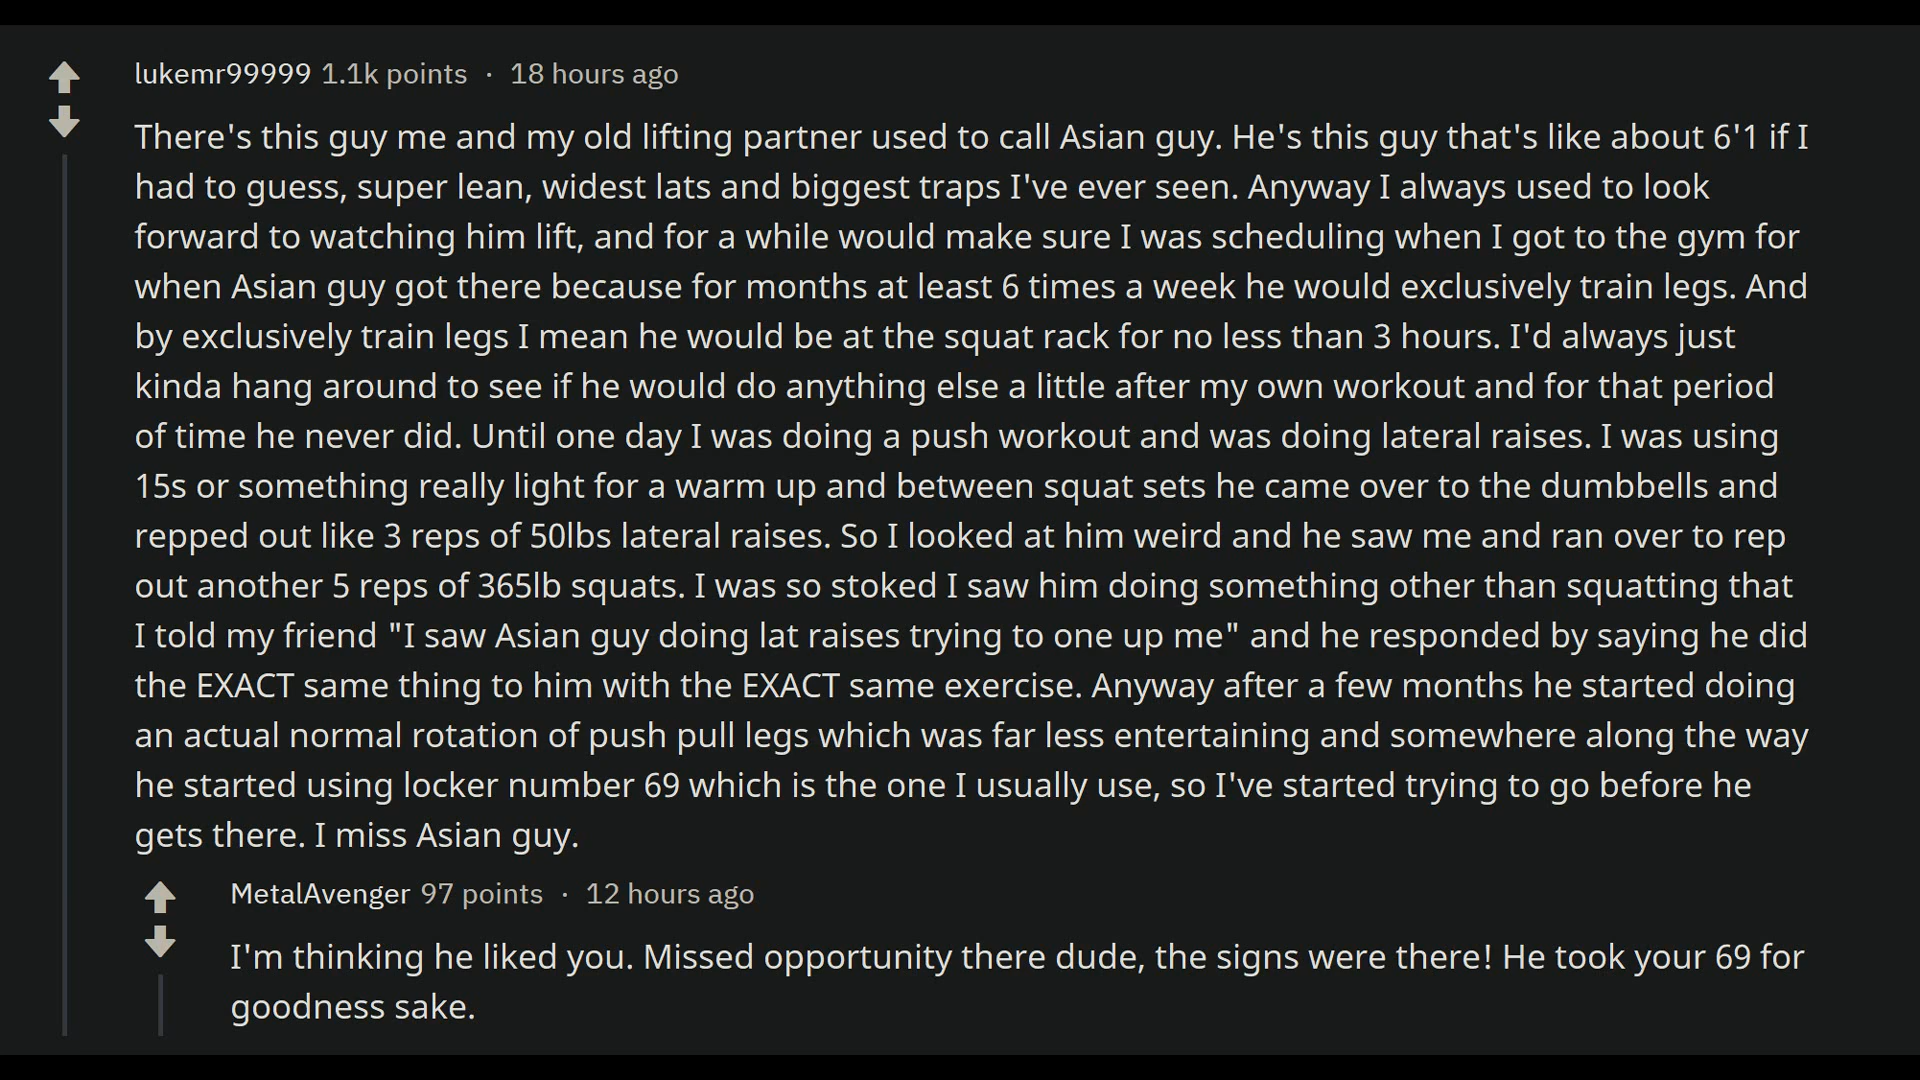 lukemr99999 1.1k points · 18 hours ago
There's this guy me and my old lifting partner used to call Asian guy. He's this guy that's like about 6'1 if I
had to guess, super lean, widest lats and biggest traps I've ever seen. Anyway I always used to look
forward to watching him lift, and for a while would make sure I was scheduling when I got to the gym for
when Asian guy got there because for months at least 6 times a week he would exclusively train legs. And
by exclusively train legs I mean he would be at the squat rack for no less than 3 hours. I'd always just
kinda hang around to see if he would do anything else a little after my own workout and for that period
of time he never did. Until one day I was doing a push workout and was doing lateral raises. I was using
15s or something really light for a warm up and between squat sets he came over to the dumbbells and
repped out like 3 reps of 50lbs lateral raises. So I looked at him weird and he saw me and ran over to rep
out another 5 reps of 365lb squats. I was so stoked I saw him doing something other than squatting that
I told my friend "I saw Asian guy doing lat raises trying to one up me" and he responded by saying he did
the EXACT same thing to him with the EXACT same exercise. Anyway after a few months he started doing
an actual normal rotation of push pull legs which was far less entertaining and somewhere along the way
he started using locker number 69 which is the one I usually use, so I've started trying to go before he
gets there. I miss Asian guy.
MetalAvenger 97 points · 12 hours ago
I'm thinking he liked you. Missed opportunity there dude, the signs were there! He took your 69 for
goodness sake.